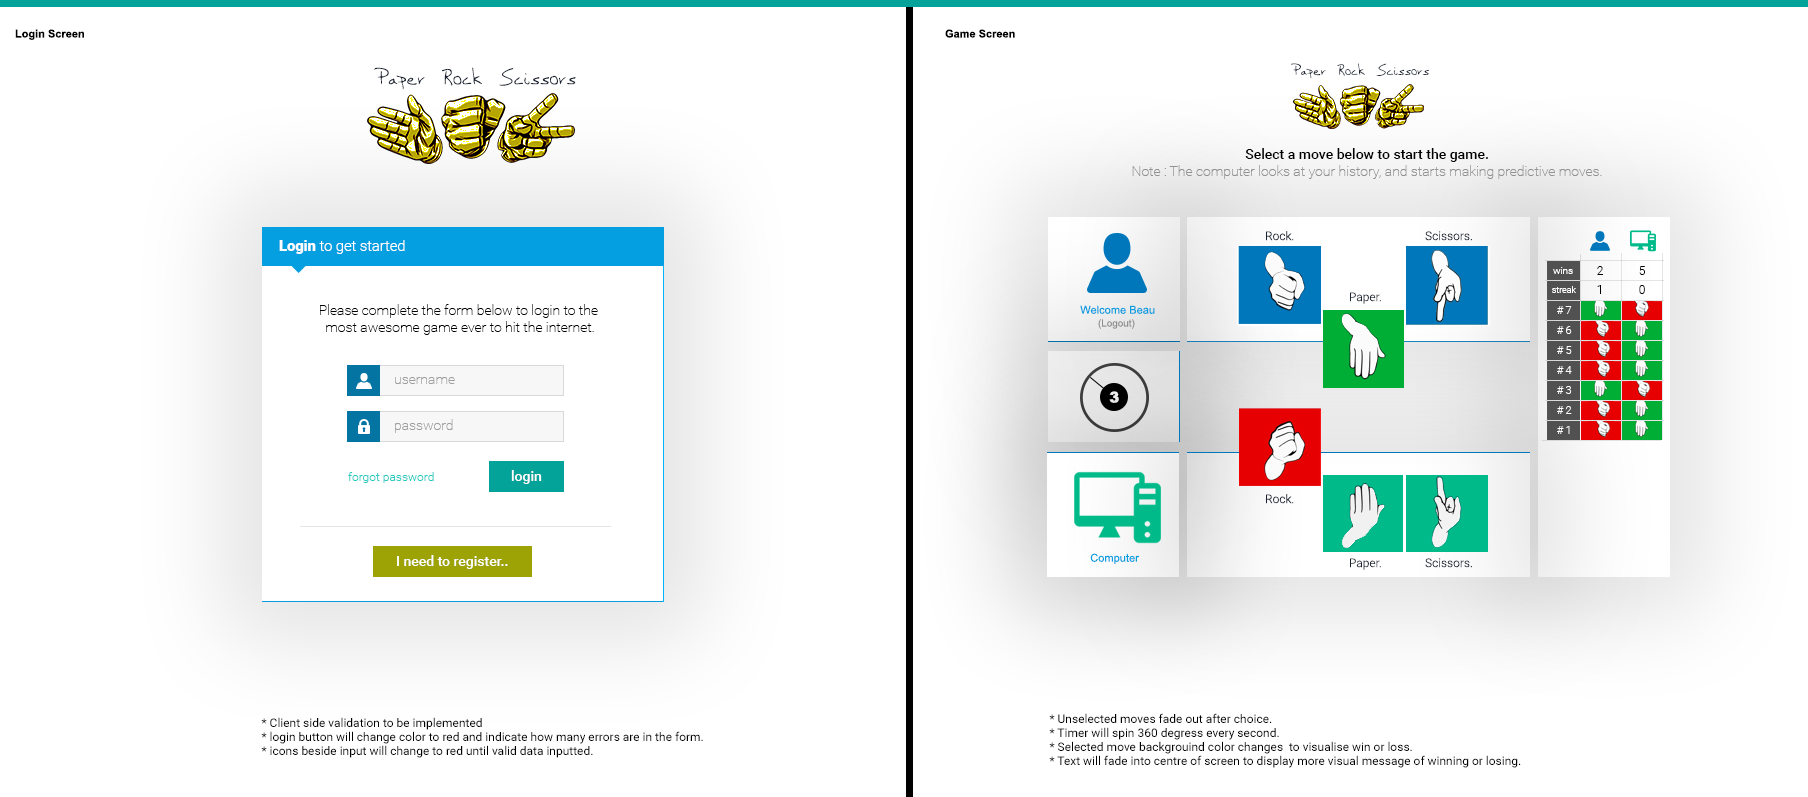 Login Screen
Paper Rock Scissors
Login to get started
Please complete the form below to login to the
most awesome game ever to hit the internet.
username
password
forgot password
login
I need to register..
* Client side validation to be implemented
* login button will change color to red and indicate how many errors are in the form.
* icons beside input will change to red until valid data inputted.
Game Screen
Paper Rock Scissors
Select a move below to start the game.
Note : The computer looks at your history, and starts making predictive moves.
Welcome Beau
(Logout)
3
Computer
Rock.
Scissors.
Paper.
Rock.
Paper.
Scissors.
wins 2 5
streak 1 0
#7
#6
#5
#4
#3
#2
#1
* Unselected moves fade out after choice.
* Timer will spin 360 degress every second.
* Selected move backgroiund color changes to visualise win or loss.
* Text will fade into centre of screen to display more visual message of winning or losing.